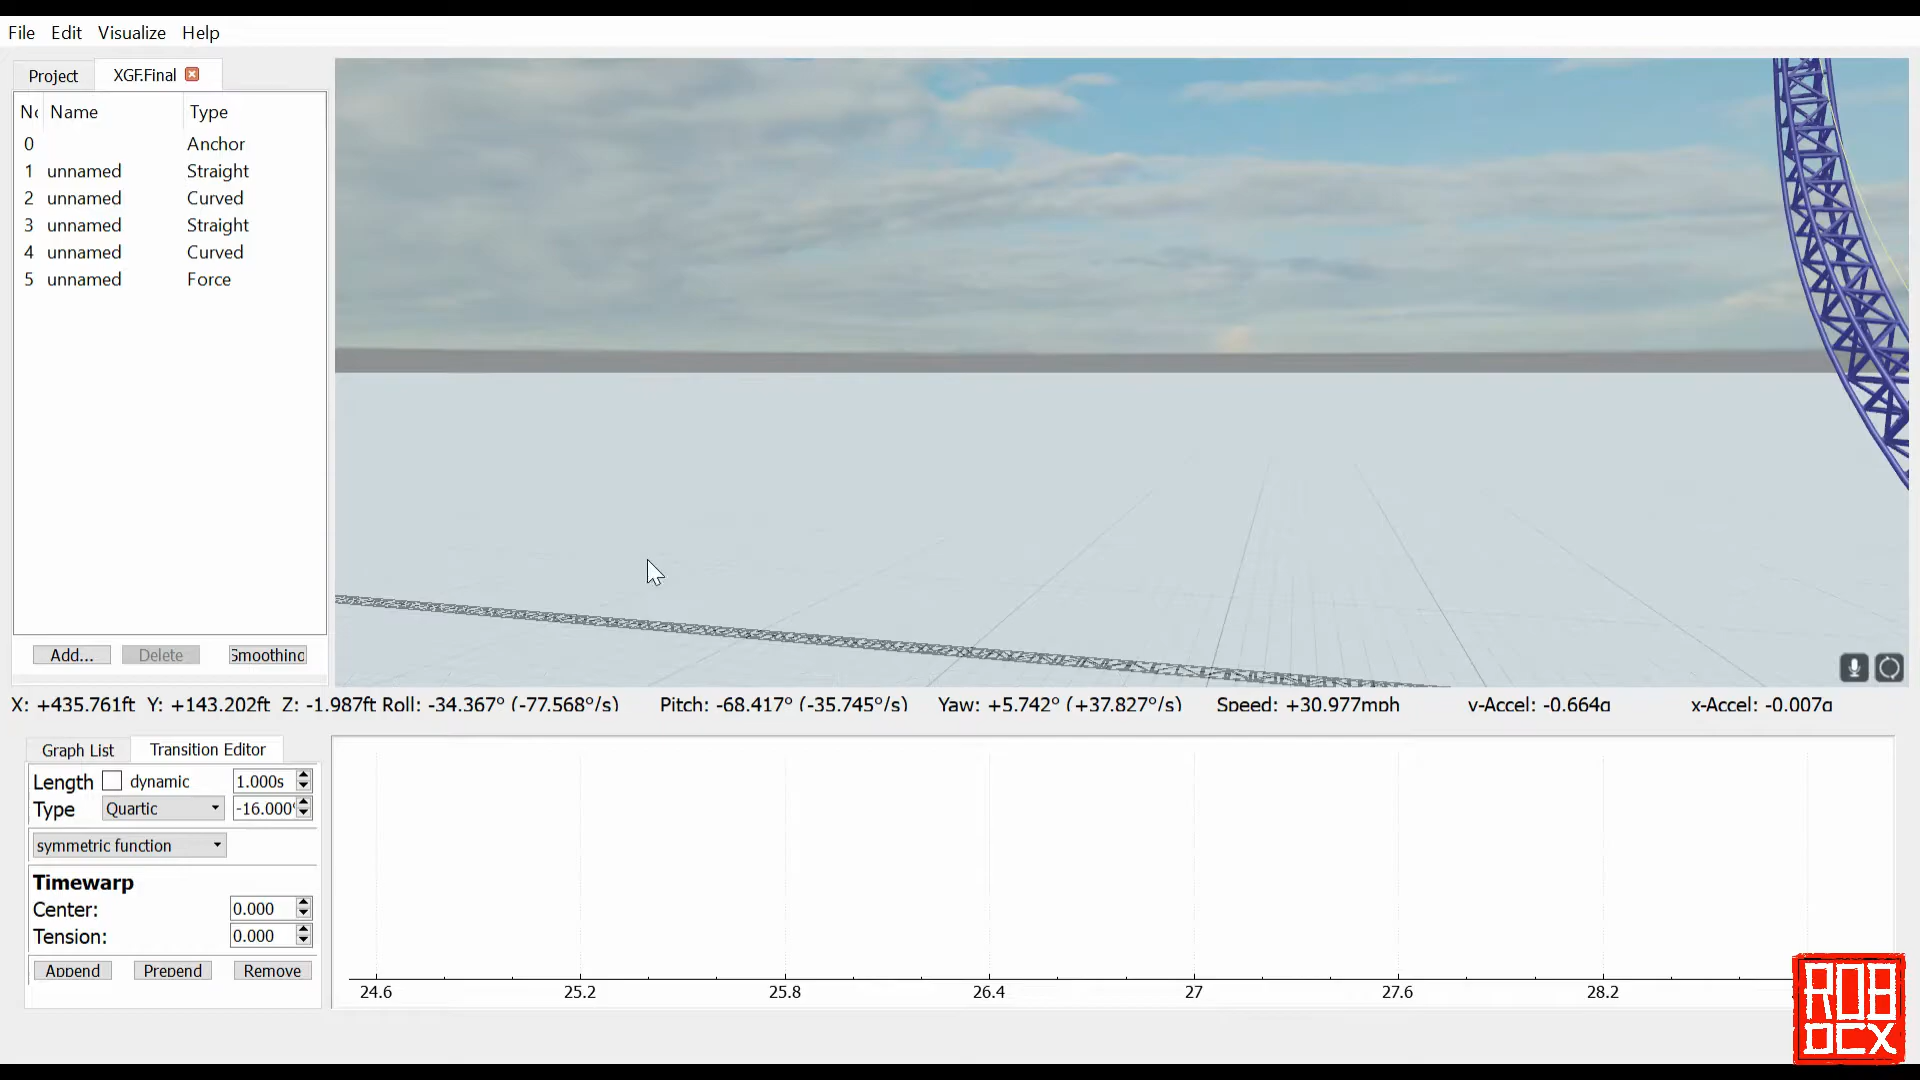 File Edit Visualize Help
Project XGF.Final
Nc Name Type
0 Anchor
1 unnamed Straight
2 unnamed Curved
3 unnamed Straight
4 unnamed Curved
5 unnamed Force
Add... Delete Smoothing
X: +435.761ft Y: +143.202ft Z: -1.987ft Roll: -34.367° (-77.568°/s) Pitch: -68.417° (-35.745°/s) Yaw: +5.742° (+37.827°/s) Speed: +30.977mph y-Accel: -0.664g x-Accel: -0.007g
Graph List Transition Editor
Length dynamic 1.000s
Type Quartic -16.000°
symmetric function
Timewarp
Center: 0.000
Tension: 0.000
Append Prepend Remove
24.6 25.2 25.8 26.4 27 27.6 28.2
ROB
DCX